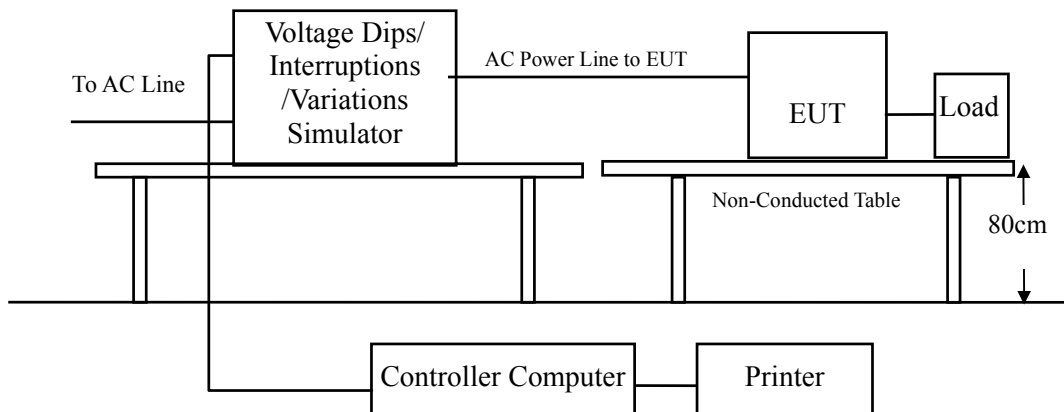 Voltage Dips/
Interruptions
/Variations
Simulator
To AC Line
AC Power Line to EUT
EUT
Load
Non-Conducted Table
80cm
Controller Computer
Printer